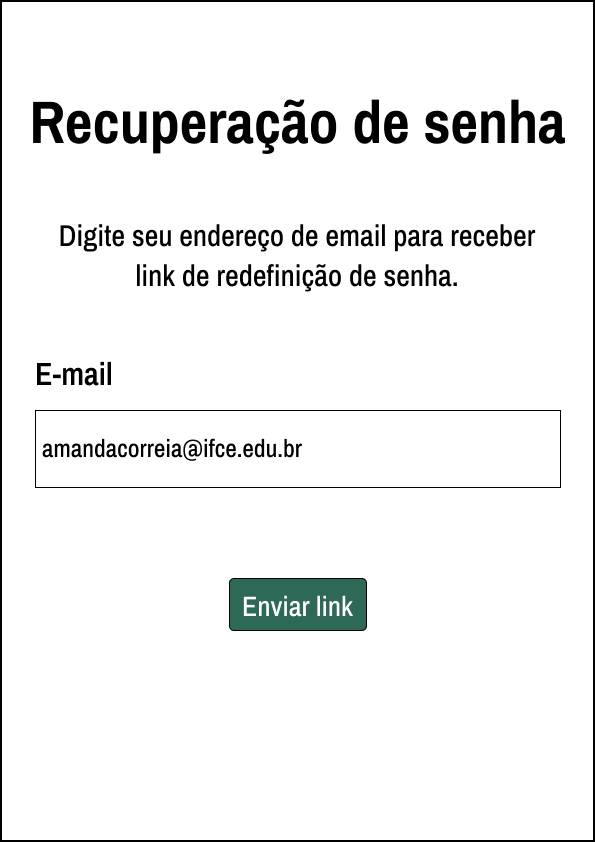 Recuperação de senha
Digite seu endereço de email para receber
link de redefinição de senha.
E-mail
amandacorreia@ifce.edu.br
Enviar link